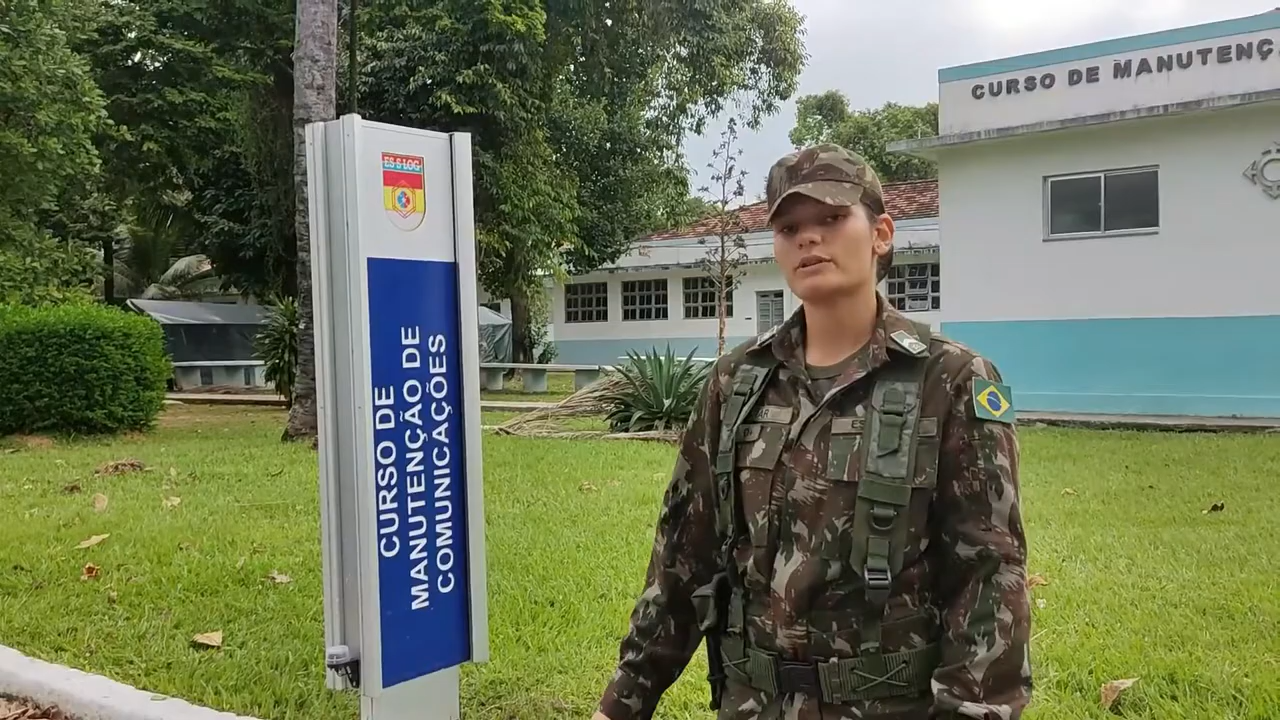 ES S LOG
CURSO DE
MANUTENÇÃO DE
COMUNICAÇÕES
CURSO DE MANUTENÇ